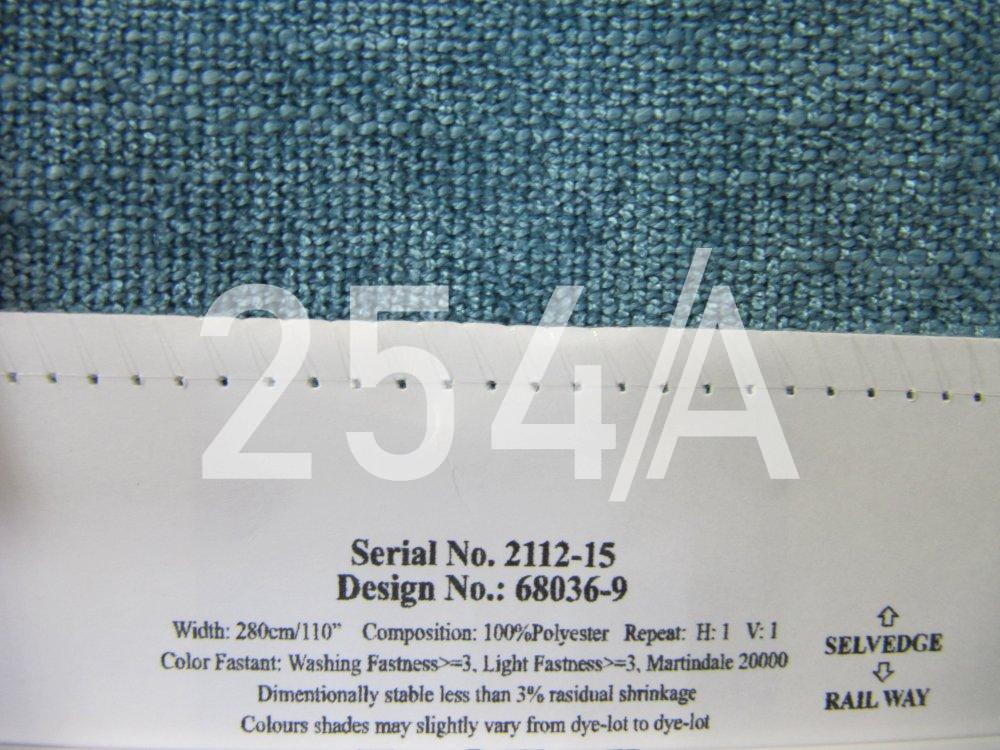 254/A
Serial No. 2112-15
Design No.: 68036-9
Width: 280cm/110” Composition: 100%Polyester Repeat: H: 1 V: 1
Color Fastant: Washing Fastness>=3, Light Fastness>=3, Martindale 20000
Dimentionally stable less than 3% rasidual shrinkage
Colours shades may slightly vary from dye-lot to dye-lot
SELVEDGE
RAIL WAY